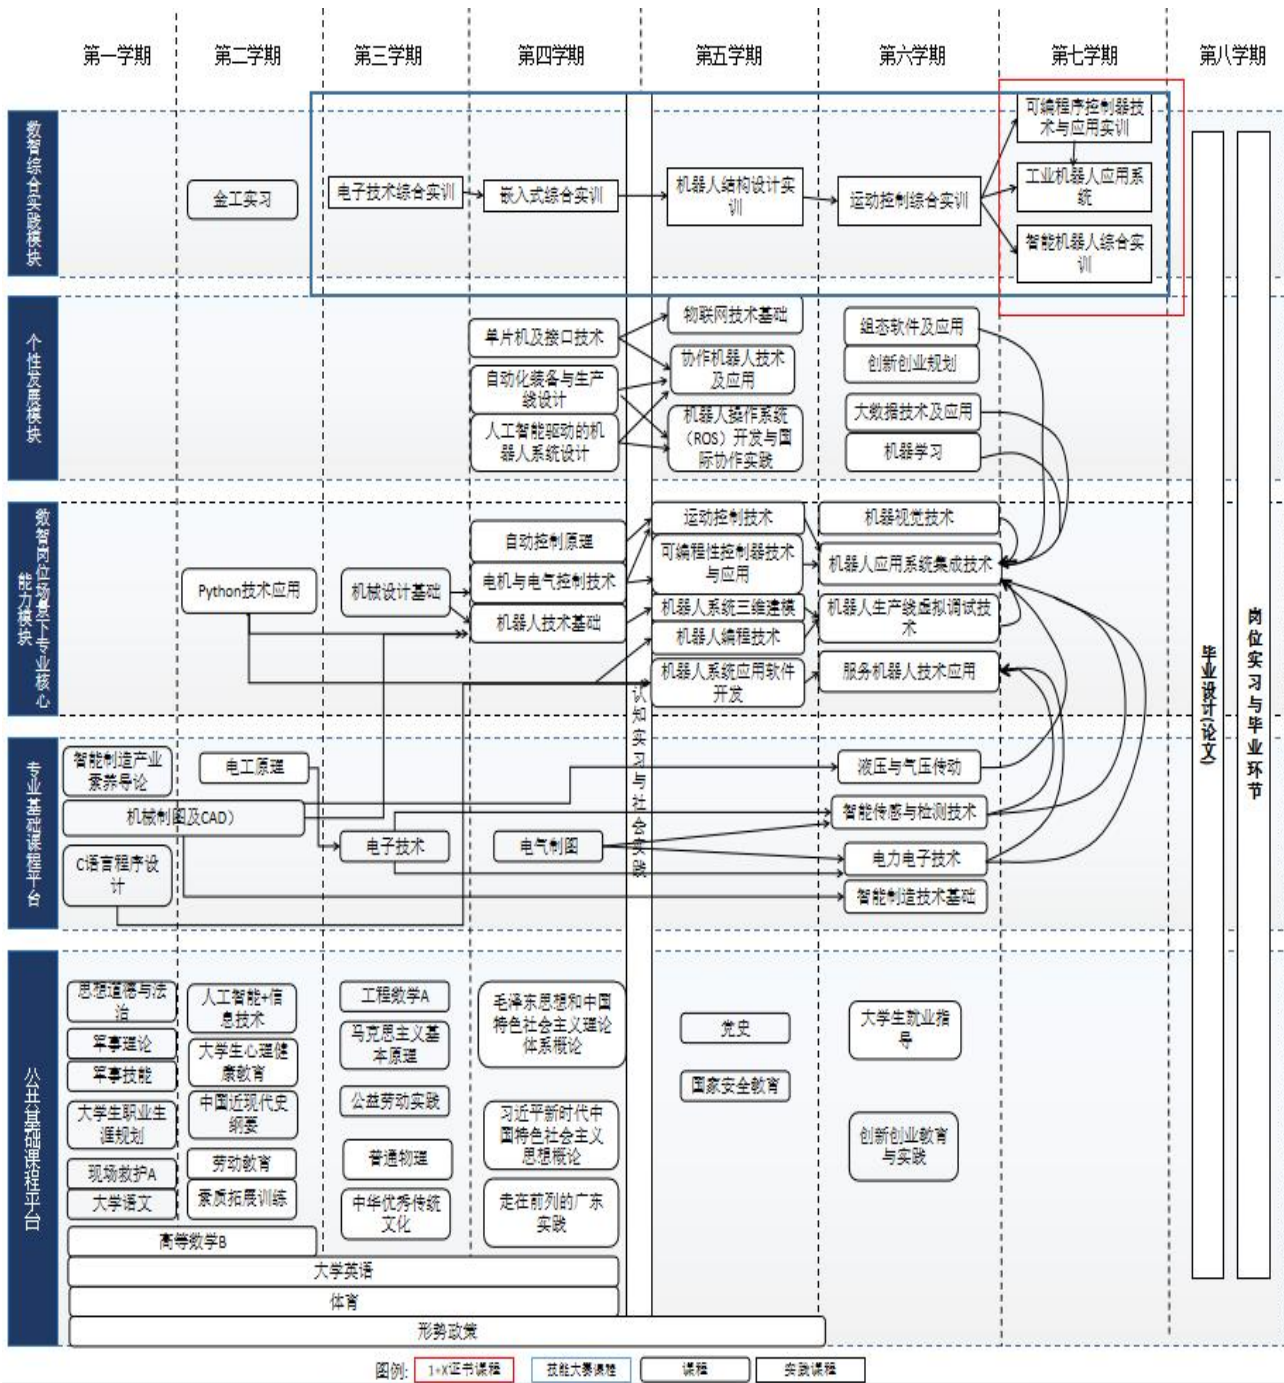 第一学期
第二学期
第三学期
第四学期
第五学期
第六学期
第七学期
第八学期
数智综合实践模块
金工实习
电子技术综合实训
嵌入式综合实训
机器人结构设计实
训
运动控制综合实训
可编程序控制器技
术与应用实训
工业机器人应用系
统
智能机器人综合实
训
个性发展模块
单片机及接口技术
自动化装备与生产
线设计
人工智能驱动的机
器人系统设计
物联网技术基础
协作机器人技术
及应用
机器人操作系统
（ROS）开发与国
际协作实践
组态软件及应用
创新创业规划
大数据技术及应用
机器学习
数智岗位场景下专业核心
能力模块
Python技术应用
机械设计基础
自动控制原理
电机与电气控制技术
机器人技术基础
运动控制技术
可编程性控制器技术
与应用
机器人系统三维建模
机器人编程技术
机器人系统应用软件
开发
机器视觉技术
机器人应用系统集成技术
机器人生产线虚拟调试技
术
服务机器人技术应用
认知实习与社会实践
毕业设计(论文)
岗位实习与毕业环节
专业基础课程平台
智能制造产业
素养导论
机械制图及CAD）
C语言程序设
计
电工原理
电子技术
电气制图
液压与气压传动
智能传感与检测技术
电力电子技术
智能制造技术基础
公共基础课程平台
思想道德与法
治
军事理论
军事技能
大学生职业生
涯规划
现场救护A
大学语文
人工智能+信
息技术
大学生心理健
康教育
中国近现代史
纲要
劳动教育
素质拓展训练
工程数学A
马克思主义基
本原理
公益劳动实践
普通物理
中华优秀传统
文化
毛泽东思想和中国
特色社会主义理论
体系概论
习近平新时代中
国特色社会主义
思想概论
走在前列的广东
实践
党史
国家安全教育
大学生就业指
导
创新创业教育
与实践
高等数学B
大学英语
体育
形势政策
图例:
1+X证书课程
技能大赛课程
课程
实践课程